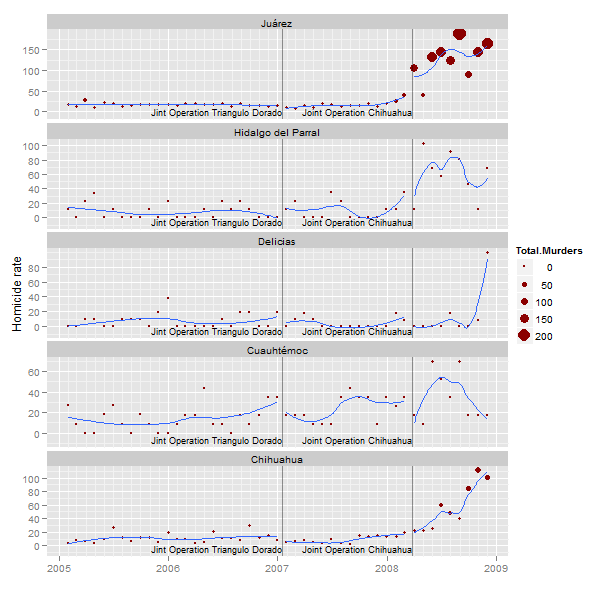 Juárez
150
100
50
0
Jint Operation Triangulo Dorado
Joint Operation Chihuahua
Hidalgo del Parral
100
80
60
40
20
0
Jint Operation Triangulo Dorado
Joint Operation Chihuahua
Delicias
80
60
40
20
0
Jint Operation Triangulo Dorado
Joint Operation Chihuahua
Cuauhtémoc
60
40
20
0
Jint Operation Triangulo Dorado
Joint Operation Chihuahua
Chihuahua
100
80
60
40
20
0
Jint Operation Triangulo Dorado
Joint Operation Chihuahua
2005
2006
2007
2008
2009
Homicide rate
Total.Murders
0
50
100
150
200